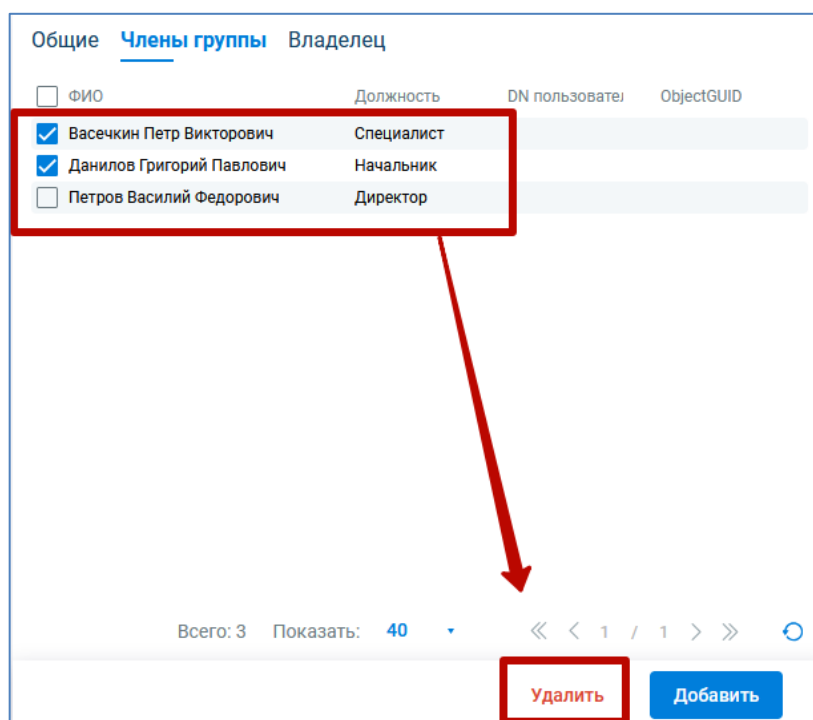 Общие Члены группы Владелец
ФИО Должность DN пользовател ObjectGUID
Васечкин Петр Викторович Специалист
Данилов Григорий Павлович Начальник
Петров Василий Федорович Директор
Всего: 3 Показать: 40 1 / 1
Удалить Добавить